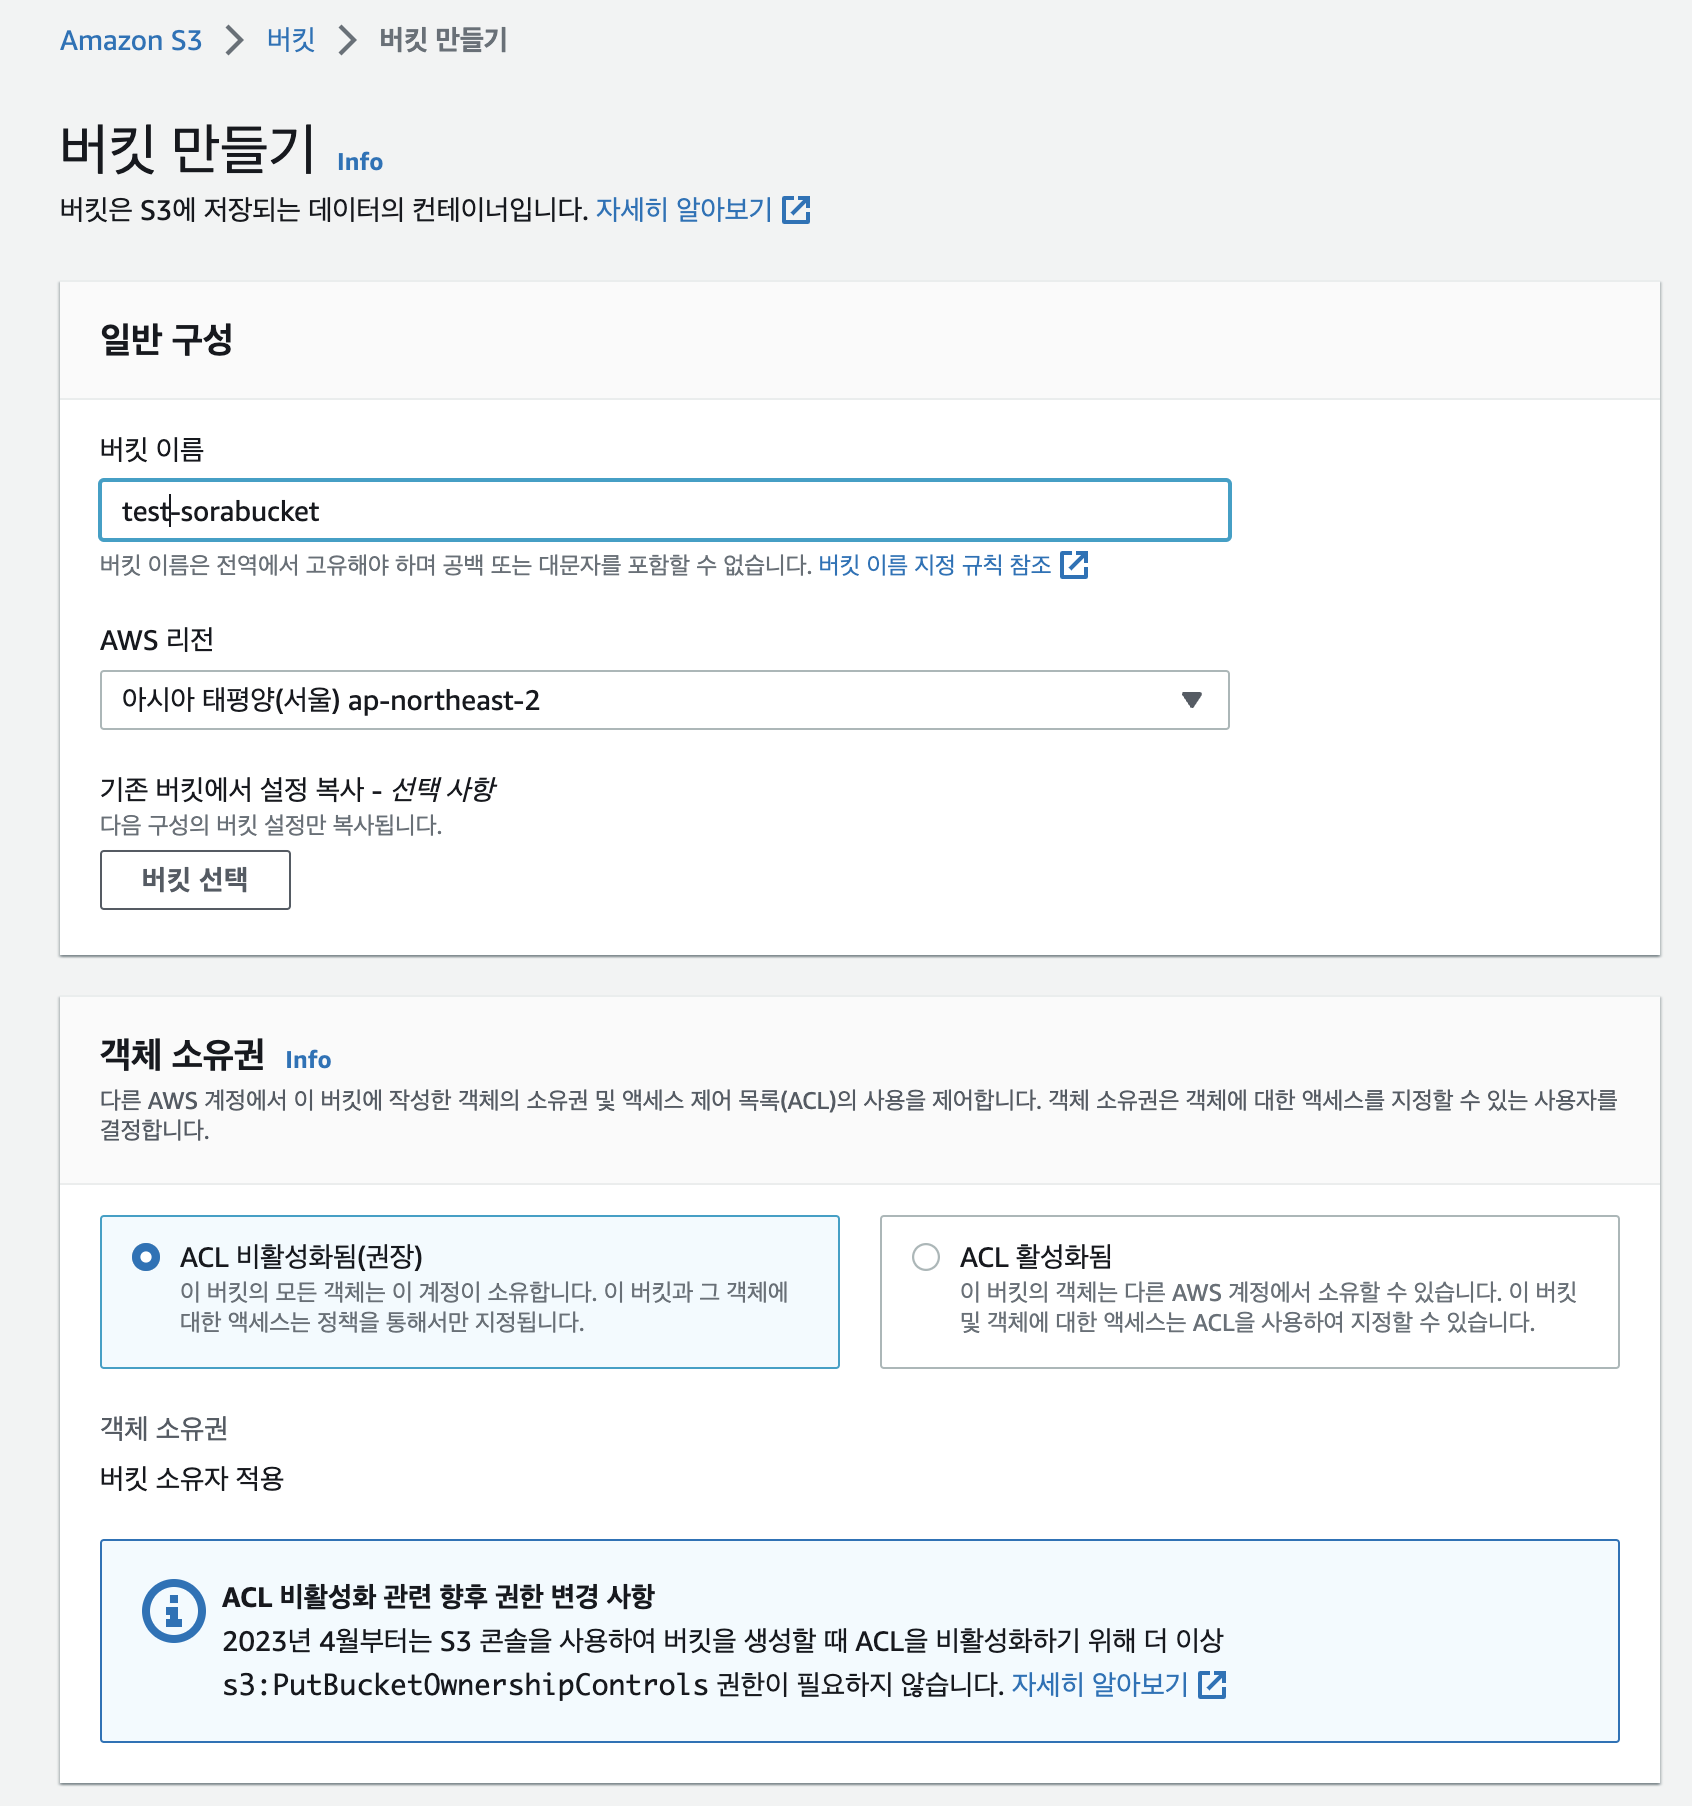 Amazon S3 > 버킷 > 버킷 만들기
버킷 만들기 Info
버킷은 S3에 저장되는 데이터의 컨테이너입니다. 자세히 알아보기
일반 구성
버킷 이름
test-sorabucket
버킷 이름은 전역에서 고유해야 하며 공백 또는 대문자를 포함할 수 없습니다. 버킷 이름 지정 규칙 참조
AWS 리전
아시아 태평양(서울) ap-northeast-2
기존 버킷에서 설정 복사 - 선택 사항
다음 구성의 버킷 설정만 복사됩니다.
버킷 선택
객체 소유권 Info
다른 AWS 계정에서 이 버킷에 작성한 객체의 소유권 및 액세스 제어 목록(ACL)의 사용을 제어합니다. 객체 소유권은 객체에 대한 액세스를 지정할 수 있는 사용자를
결정합니다.
ACL 비활성화됨(권장)
이 버킷의 모든 객체는 이 계정이 소유합니다. 이 버킷과 그 객체에
대한 액세스는 정책을 통해서만 지정됩니다.
ACL 활성화됨
이 버킷의 객체는 다른 AWS 계정에서 소유할 수 있습니다. 이 버킷
및 객체에 대한 액세스는 ACL을 사용하여 지정할 수 있습니다.
객체 소유권
버킷 소유자 적용
ACL 비활성화 관련 향후 권한 변경 사항
2023년 4월부터는 S3 콘솔을 사용하여 버킷을 생성할 때 ACL을 비활성화하기 위해 더 이상
s3:PutBucketOwnershipControls 권한이 필요하지 않습니다. 자세히 알아보기